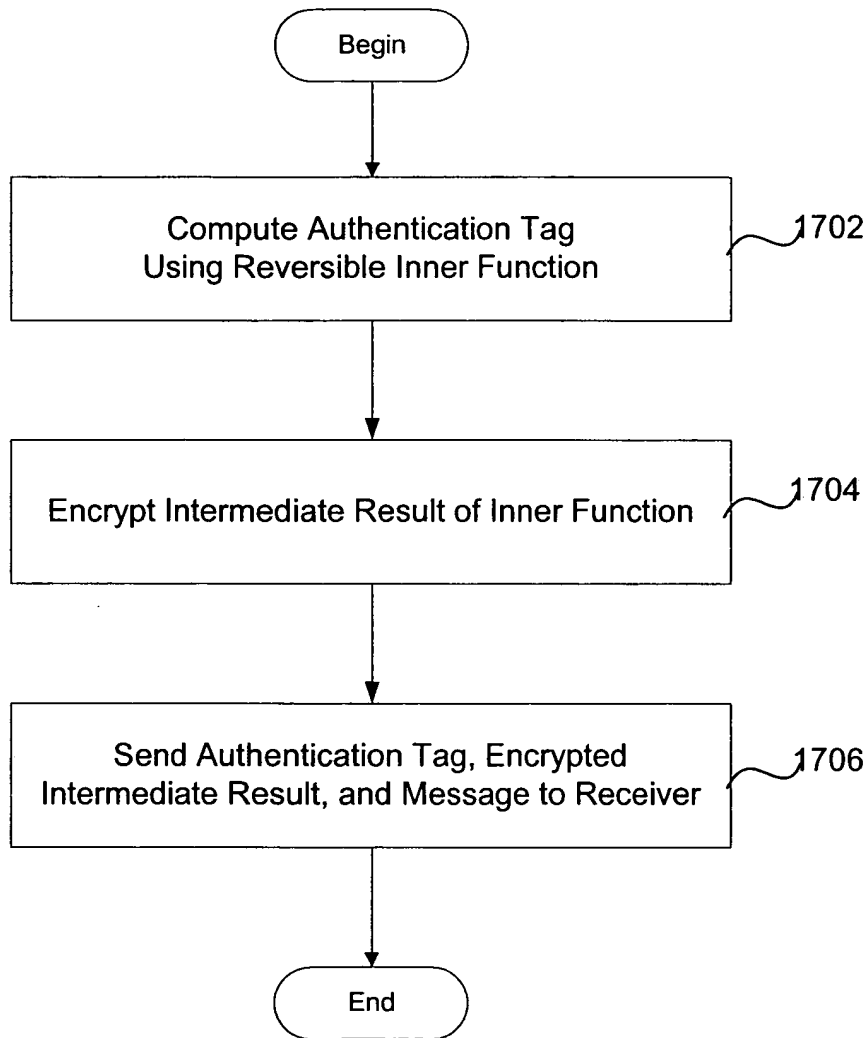 Begin
Compute Authentication Tag
Using Reversible Inner Function
1702
Encrypt Intermediate Result of Inner Function
1704
Send Authentication Tag, Encrypted
Intermediate Result, and Message to Receiver
1706
End